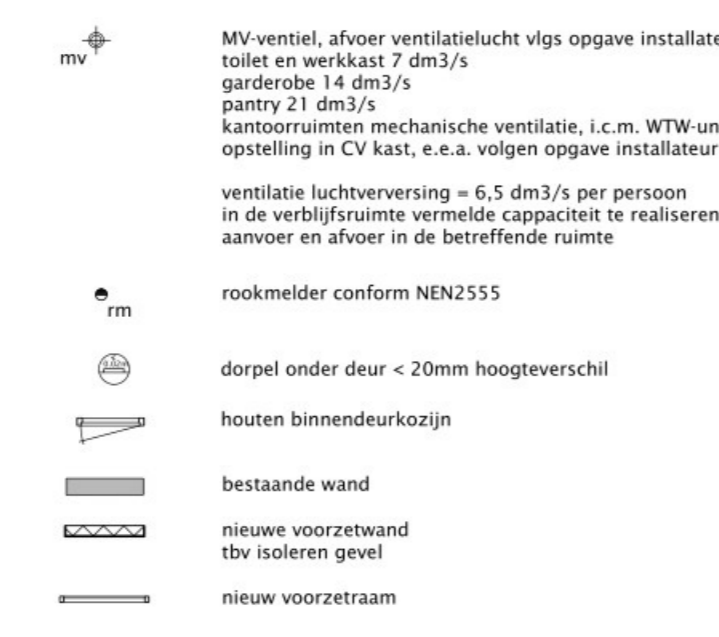 mv
MV-ventiel, afvoer ventilatielucht vlgs opgave installate
toilet en werkkast 7 dm3/s
garderobe 14 dm3/s
pantry 21 dm3/s
kantoorruimten mechanische ventilatie, i.c.m. WTW-un
opstelling in CV kast, e.e.a. volgen opgave installateur
ventilatie luchtverversing = 6,5 dm3/s per persoon
in de verblijfsruimte vermelde cappaciteit te realiseren
aanvoer en afvoer in de betreffende ruimte
rm
rookmelder conform NEN2555
dorpel onder deur < 20mm hoogteverschil
houten binnendeurkozijn
bestaande wand
nieuwe voorzetwand
tbv isoleren gevel
nieuw voorzetraam